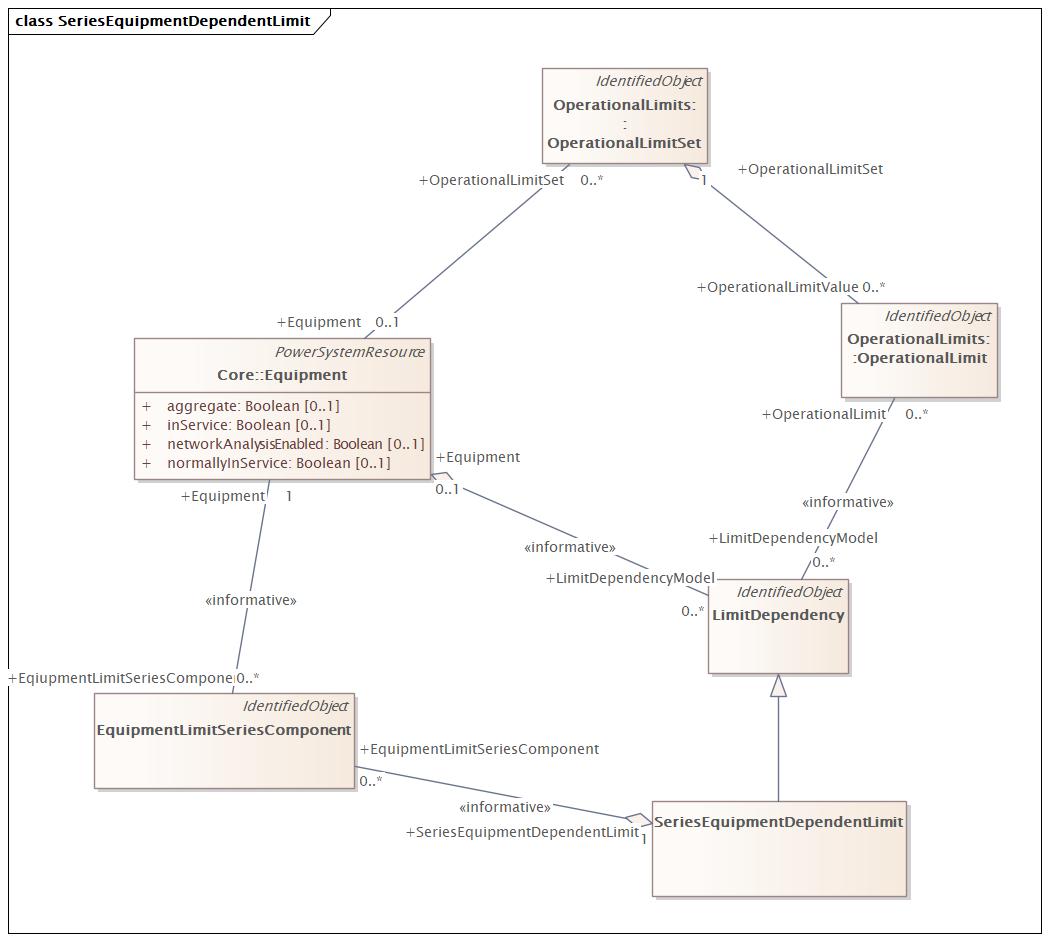 class SeriesEquipmentDependentLimit
IdentifiedObject
OperationalLimits:
:
OperationalLimitSet
+OperationalLimitSet 0..*
1
+OperationalLimitSet
+OperationalLimitValue 0..*
+Equipment 0..1
IdentifiedObject
OperationalLimits:
:OperationalLimit
PowerSystemResource
Core::Equipment
+ aggregate: Boolean [0..1]
+ inService: Boolean [0..1]
+ networkAnalysisEnabled: Boolean [0..1]
+ normallyInService: Boolean [0..1]
+OperationalLimit 0..*
+Equipment
0..1
+Equipment 1
«informative»
+LimitDependencyModel
0..*
«informative»
+LimitDependencyModel
0..*
IdentifiedObject
LimitDependency
«informative»
+EqiupmentLimitSeriesComponei0..*
IdentifiedObject
EquipmentLimitSeriesComponent
+EquipmentLimitSeriesComponent
0..*
«informative»
+SeriesEquipmentDependentLimit
1
SeriesEquipmentDependentLimit